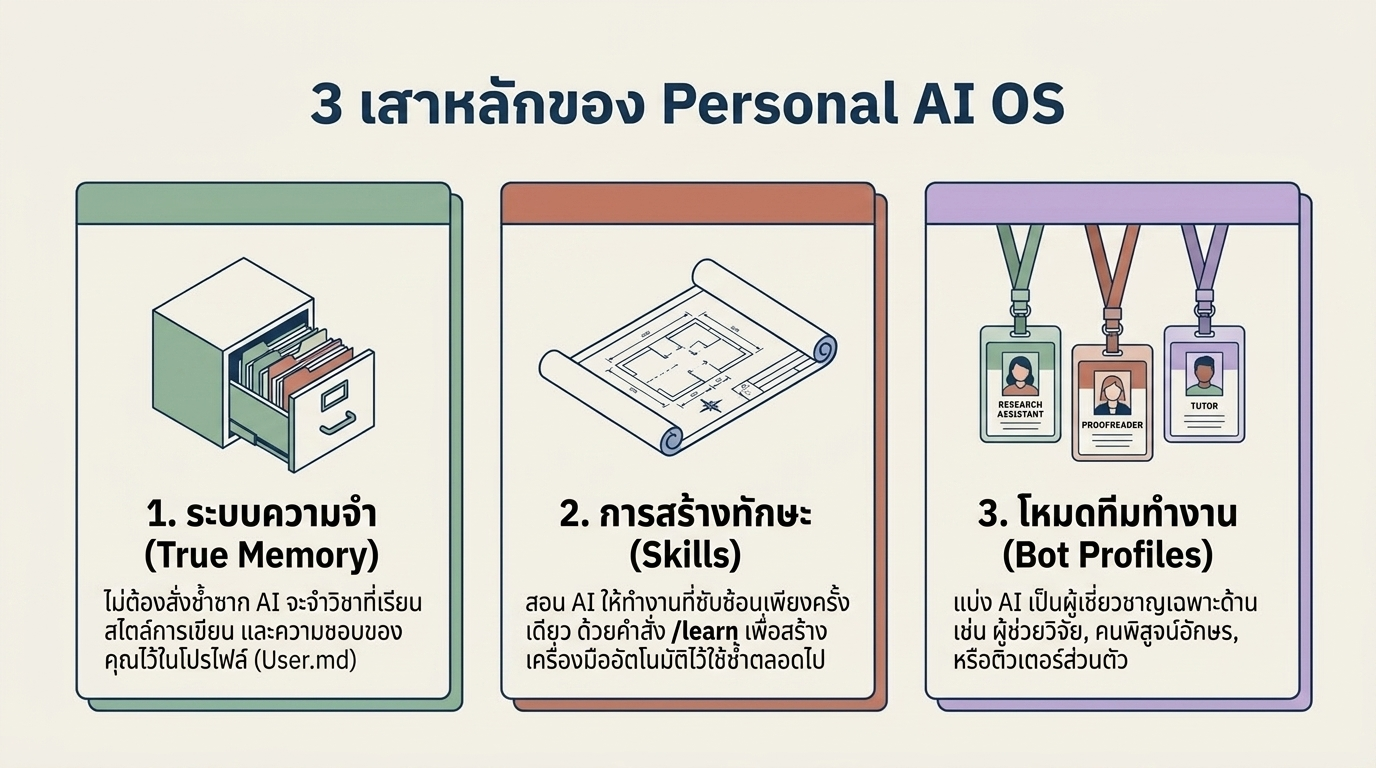 3 เสาหลักของ Personal AI OS
1. ระบบความจำ
(True Memory)
ไม่ต้องสั่งซ้ำซาก AI จะจำวิชาที่เรียน
สไตล์การเขียน และความชอบของ
คุณไว้ในโปรไฟล์ (User.md)
2. การสร้างทักษะ
(Skills)
สอน AI ให้ทำงานที่ซับซ้อนเพียงครั้ง
เดียว ด้วยคำสั่ง /learn เพื่อสร้าง
เครื่องมืออัตโนมัติไว้ใช้ซ้ำตลอดไป
RESEARCH
ASSISTANT
PROOFREADER
TUTOR
3. โหมดทีมทำงาน
(Bot Profiles)
แบ่ง AI เป็นผู้เชี่ยวชาญเฉพาะด้าน
เช่น ผู้ช่วยวิจัย, คนพิสูจน์อักษร,
หรือติวเตอร์ส่วนตัว